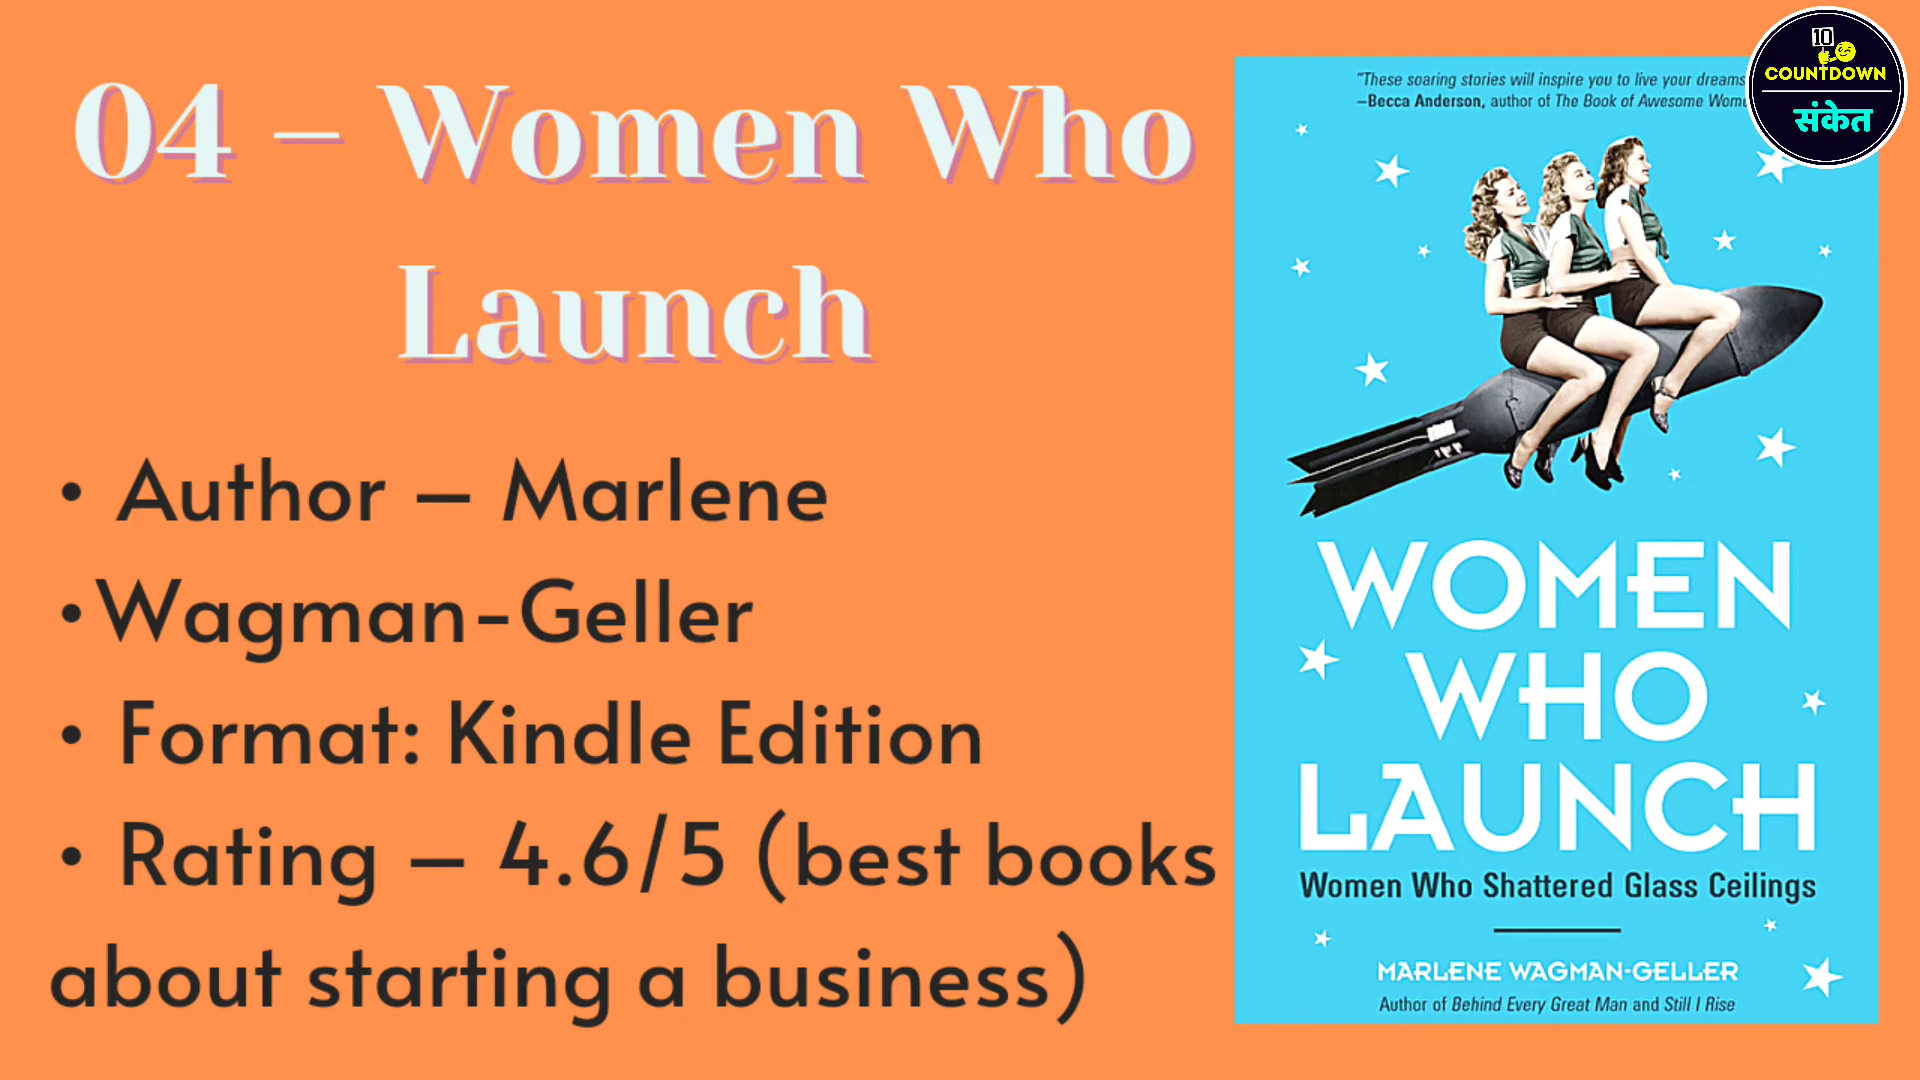 04 – Women Who
Launch
• Author – Marlene
•Wagman-Geller
• Format: Kindle Edition
• Rating – 4.6/5 (best books
about starting a business)
"These soaring stories will inspire you to live your dreams
–Becca Anderson, author of The Book of Awesome
WOMEN
WHO
LAUNCH
Women Who Shattered Glass Ceilings
MARLENE WAGMAN-GELLER
Author of Behind Every Great Man and Still I Rise
10
COUNTDOWN
संकेत